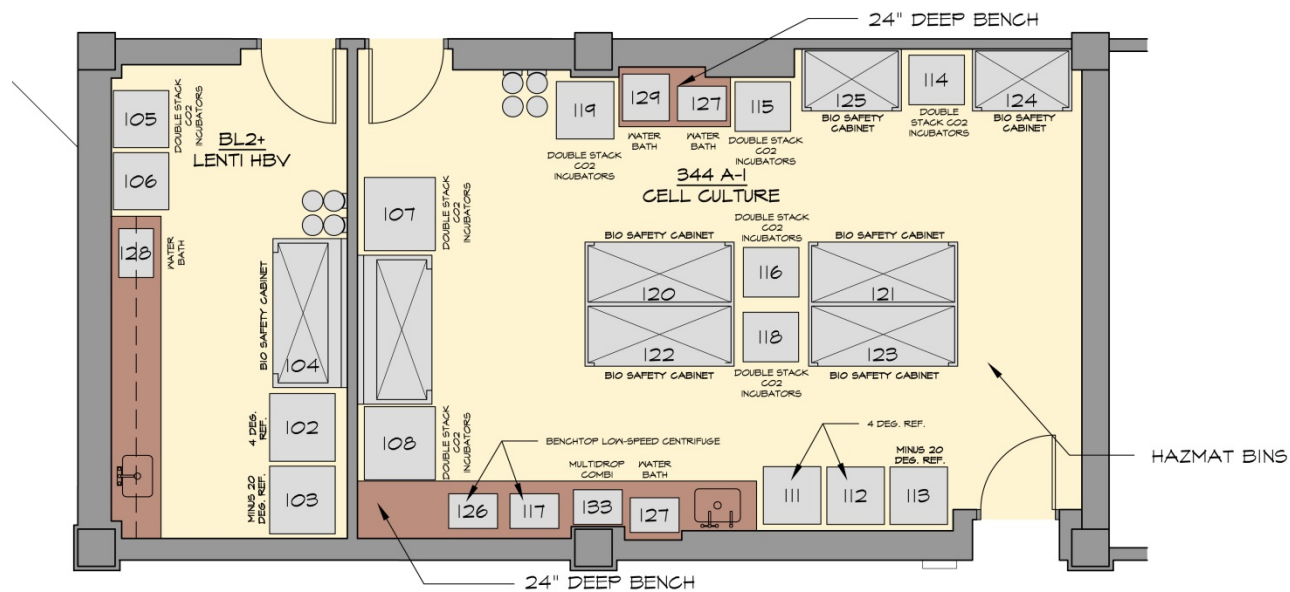 24" DEEP BENCH
105
DOUBLE STACK
CO2
INCUBATORS
106
BL2+
LENTI HBV
128
WATER
BATH
BIO SAFETY CABINET
104
4 DEG.
REF.
102
MINUS 20
DEG. REF.
103
107
DOUBLE STACK
CO2
INCUBATORS
108
DOUBLE STACK
CO2
INCUBATORS
119
DOUBLE STACK
CO2
INCUBATORS
129
WATER
BATH
127
WATER
BATH
115
DOUBLE STACK
CO2
INCUBATORS
125
BIO SAFETY
CABINET
114
DOUBLE
STACK CO2
INCUBATORS
124
BIO SAFETY
CABINET
344 A-I
CELL CULTURE
BIO SAFETY CABINET
120
122
BIO SAFETY CABINET
DOUBLE STACK
CO2
INCUBATORS
116
118
DOUBLE STACK
CO2
INCUBATORS
BIO SAFETY CABINET
121
123
BIO SAFETY CABINET
BENCHTOP LOW-SPEED CENTRIFUGE
126
117
MULTIDROP
COMBI
133
WATER
BATH
127
4 DEG. REF.
111
112
MINUS 20
DEG. REF.
113
HAZMAT BINS
24" DEEP BENCH